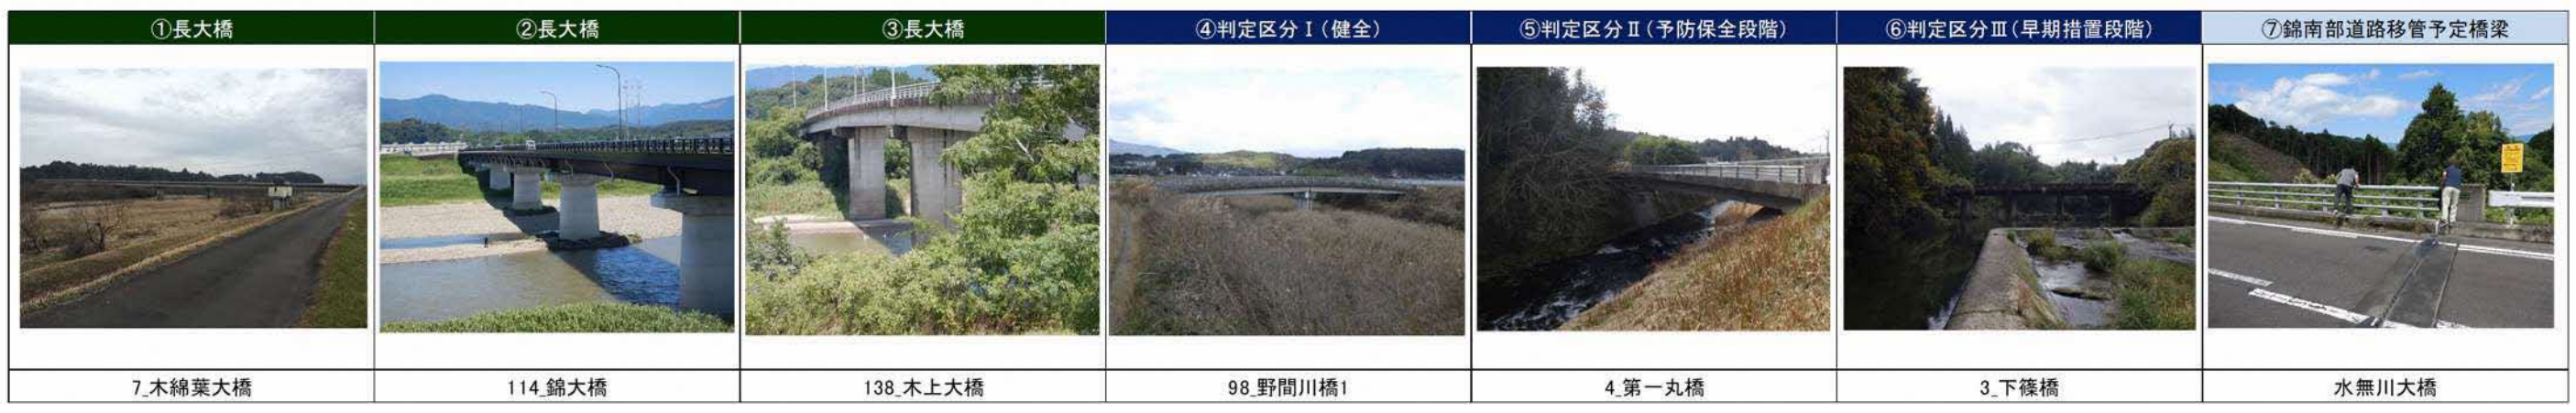 ①長大橋
②長大橋
③長大橋
④判定区分Ⅰ(健全)
⑤判定区分Ⅱ(予防保全段階)
⑥判定区分Ⅲ(早期措置段階)
⑦錦南部道路移管予定橋梁
7_木綿葉大橋
114_錦大橋
138_木上大橋
98_野間川橋1
4_第一丸橋
3_下篠橋
水無川大橋